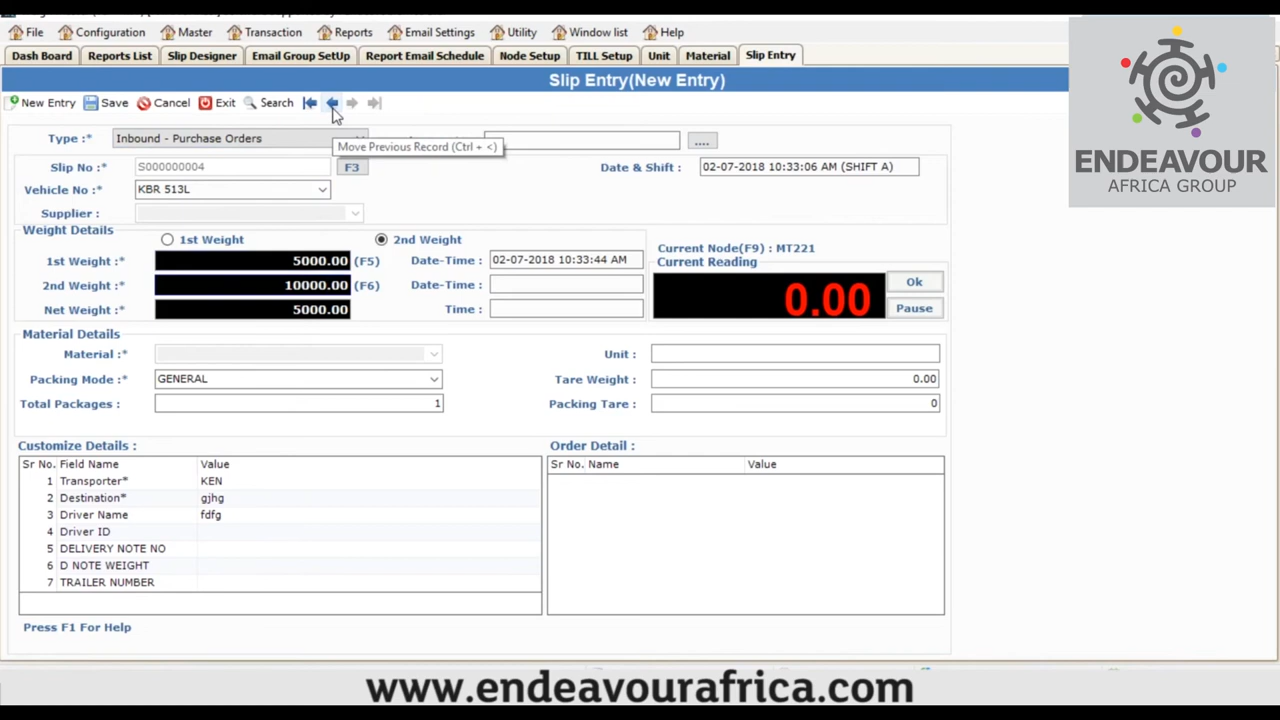 File Configuration Master Transaction Reports Email Settings Utility Window list Help
Dash Board Reports List Slip Designer Email Group SetUp Report Email Schedule Node Setup TILL Setup Unit Material Slip Entry
Slip Entry(New Entry)
New Entry Save Cancel Exit Search
Type :* Inbound - Purchase Orders ....
Move Previous Record (Ctrl + <)
Slip No :* S000000004 F3 Date & Shift : 02-07-2018 10:33:06 AM (SHIFT A)
Vehicle No :* KBR 513L
Supplier :
Weight Details
1st Weight 2nd Weight
1st Weight :* 5000.00 (F5) Date-Time : 02-07-2018 10:33:44 AM
2nd Weight :* 10000.00 (F6) Date-Time :
Net Weight :* 5000.00 Time :
Current Node(F9) : MT221
Current Reading
0.00 Ok
Pause
Material Details
Material :* Unit :
Packing Mode :* GENERAL Tare Weight : 0.00
Total Packages : 1 Packing Tare : 0
Customize Details :
Sr No. Field Name Value
1 Transporter* KEN
2 Destination* gjhg
3 Driver Name fdfg
4 Driver ID
5 DELIVERY NOTE NO
6 D NOTE WEIGHT
7 TRAILER NUMBER
Order Detail :
Sr No. Name Value
Press F1 For Help
ENDEAVOUR
AFRICA GROUP
www.endeavourafrica.com